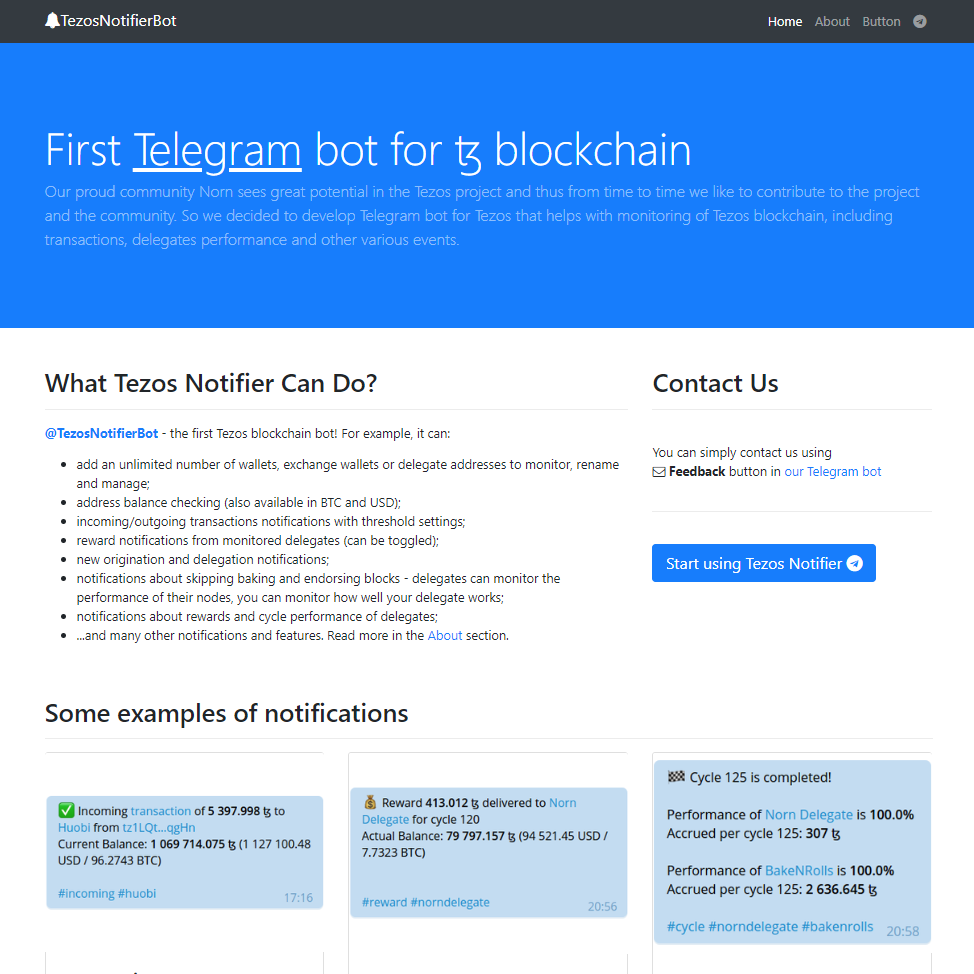 TezosNotifierBot
Home About Button
First Telegram bot for ꜩ blockchain
Our proud community Norn sees great potential in the Tezos project and thus from time to time we like to contribute to the project
and the community. So we decided to develop Telegram bot for Tezos that helps with monitoring of Tezos blockchain, including
transactions, delegates performance and other various events.
What Tezos Notifier Can Do?
@TezosNotifierBot - the first Tezos blockchain bot! For example, it can:
• add an unlimited number of wallets, exchange wallets or delegate addresses to monitor, rename
and manage;
• address balance checking (also available in BTC and USD);
• incoming/outgoing transactions notifications with threshold settings;
• reward notifications from monitored delegates (can be toggled);
• new origination and delegation notifications;
• notifications about skipping baking and endorsing blocks - delegates can monitor the
performance of their nodes, you can monitor how well your delegate works;
• notifications about rewards and cycle performance of delegates;
• ...and many other notifications and features. Read more in the About section.
Contact Us
You can simply contact us using
Feedback button in our Telegram bot
Start using Tezos Notifier
Some examples of notifications
✅ Incoming transaction of 5 397.998 ꜩ to
Huobi from tz1LQt...qgHn
Current Balance: 1 069 714.075 ꜩ (1 127 100.48
USD / 96.2743 BTC)
#incoming #huobi
17:16
💰 Reward 413.012 ꜩ delivered to Norn
Delegate for cycle 120
Actual Balance: 79 797.157 ꜩ (94 521.45 USD /
7.7323 BTC)
#reward #norndelegate
20:56
🏁 Cycle 125 is completed!
Performance of Norn Delegate is 100.0%
Accrued per cycle 125: 307 ꜩ
Performance of BakeNRolls is 100.0%
Accrued per cycle 125: 2 636.645 ꜩ
#cycle #norndelegate #bakenrolls
20:58